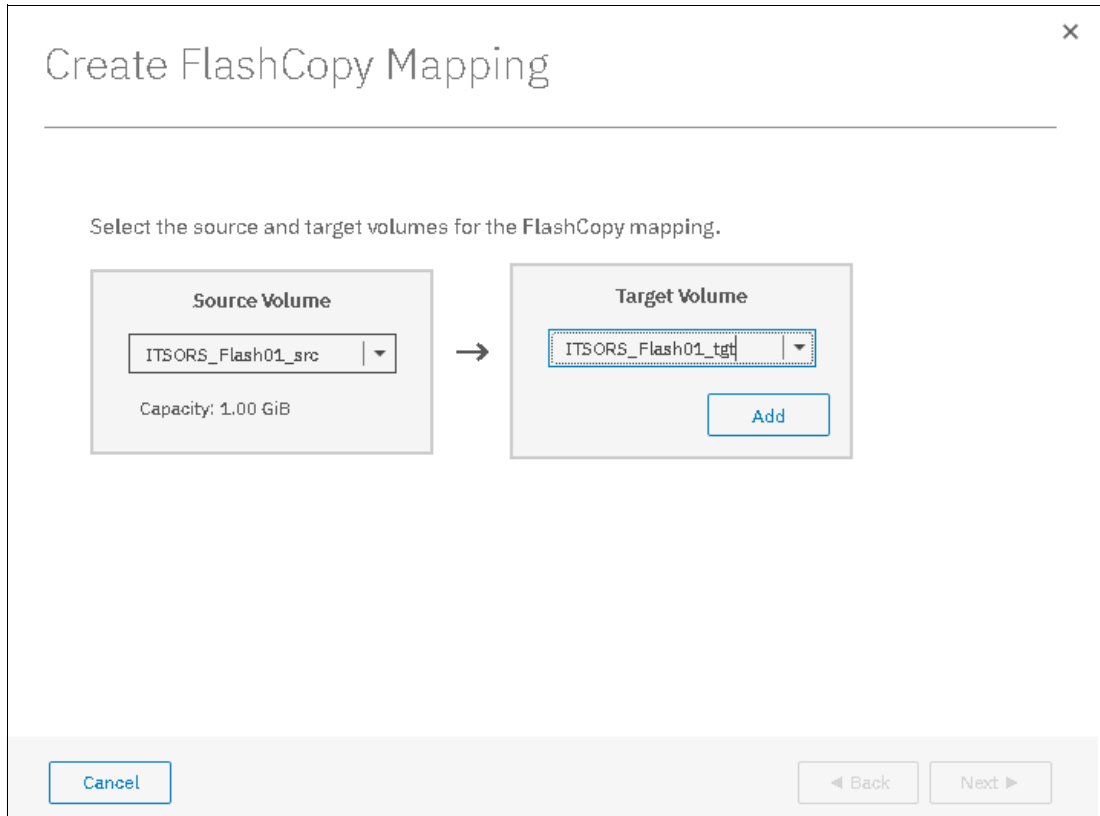 Create FlashCopy Mapping
Select the source and target volumes for the FlashCopy mapping.
Source Volume
ITSORS_Flash01_src
Capacity: 1.00 GiB
Target Volume
ITSORS_Flash01_tgt
Add
Cancel
Back
Next